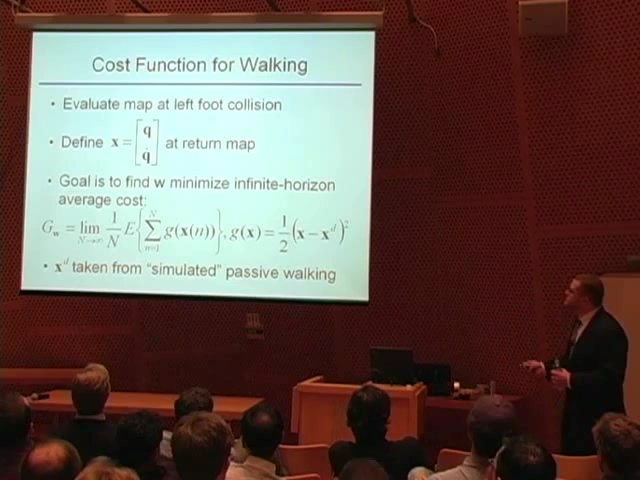 Cost Function for Walking
• Evaluate map at left foot collision
• Define x = [q q̇] at return map
• Goal is to find w minimize infinite-horizon
average cost:
G_w = lim_{N→∞} 1/N E{∑_{n=1}^{N} g(x(n))}, g(x) = 1/2 (x − x^d)^2
• x^d taken from "simulated" passive walking